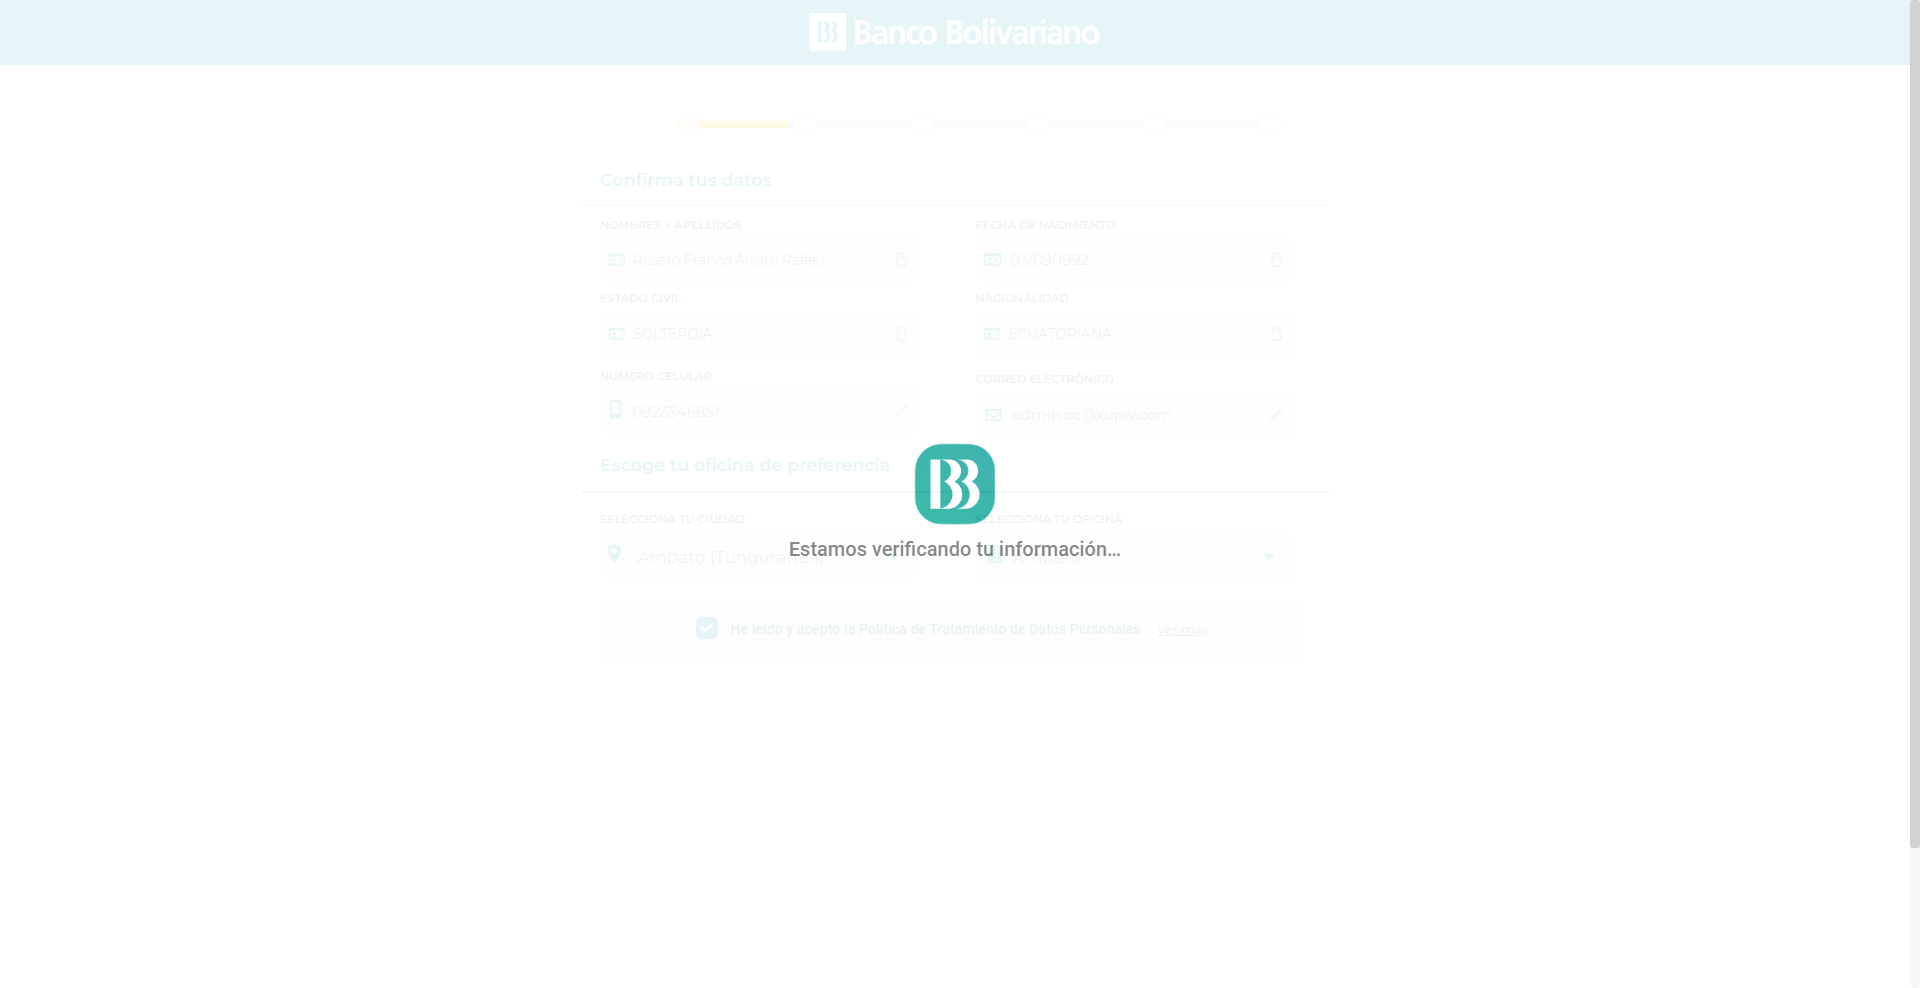 Banco Bolivariano
Confirma tus datos
NOMBRES Y APELLIDOS
Rosero Franco Alvaro Rafael
FECHA DE NACIMIENTO
03/09/1992
ESTADO CIVIL
SOLTERO/A
NACIONALIDAD
ECUATORIANA
NÚMERO CELULAR
0923546851
CORREO ELECTRÓNICO
admin.cc@xupiv.com
Escoge tu oficina de preferencia
SELECCIONA TU CIUDAD
Ambato (Tungurahua)
SELECCIONA TU OFICINA
Ambato
Estamos verificando tu información...
He leído y acepto la Política de Tratamiento de Datos Personales
Ver más